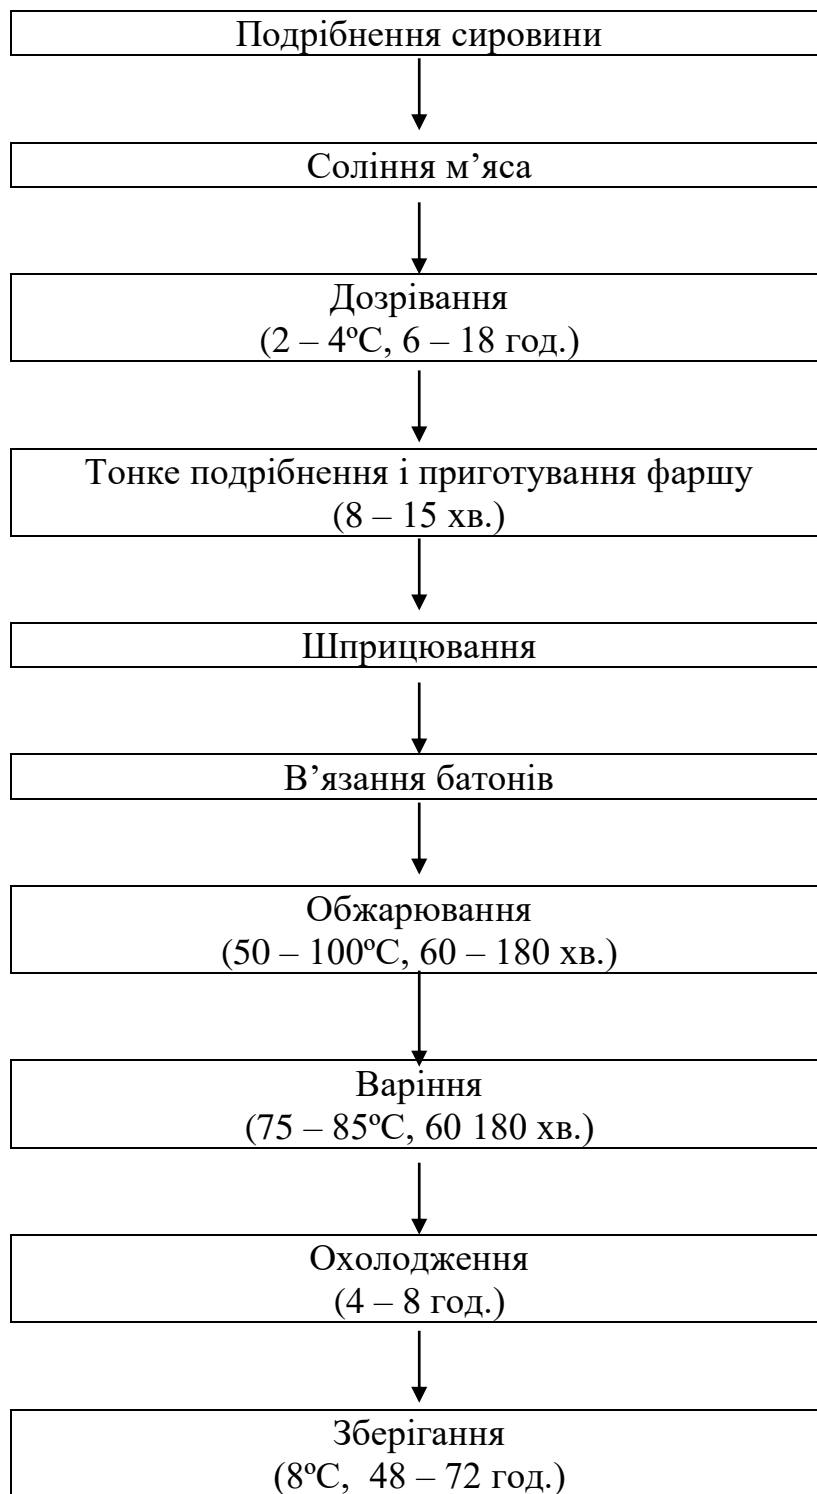 Подрібнення сировини
Соління м’яса
Дозрівання
(2 – 4ºС, 6 – 18 год.)
Тонке подрібнення і приготування фаршу
(8 – 15 хв.)
Шприцювання
В’язання батонів
Обжарювання
(50 – 100ºС, 60 – 180 хв.)
Варіння
(75 – 85ºС, 60 180 хв.)
Охолодження
(4 – 8 год.)
Зберігання
(8ºС,  48 – 72 год.)